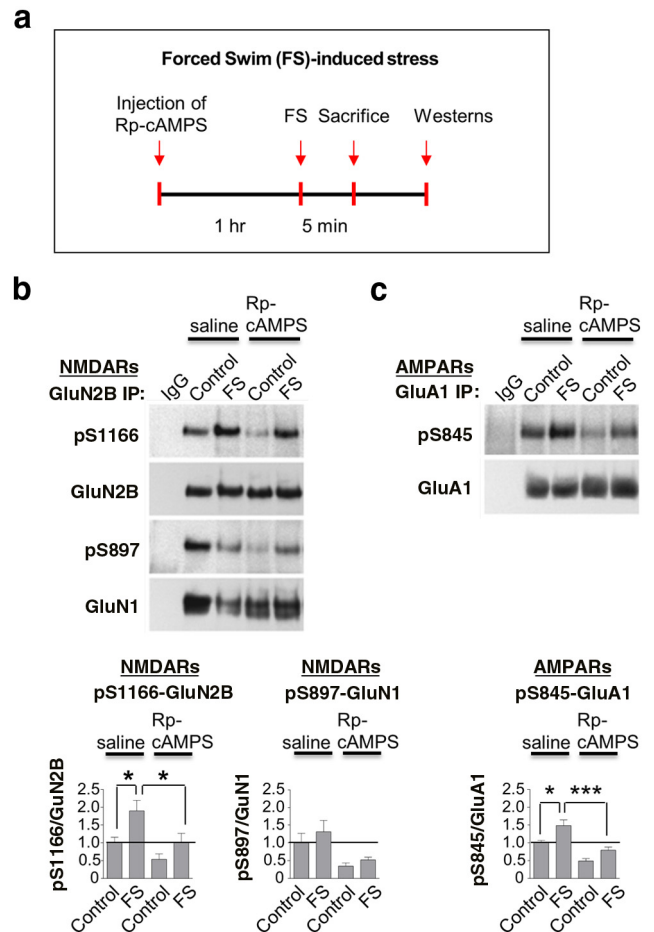 a
Forced Swim (FS)-induced stress
Injection of
Rp-cAMPS
FS
Sacrifice
Westerns
1 hr
5 min
b
saline
Rp-
cAMPS
NMDARs
GluN2B IP:
IgG
Control
FS
Control
FS
pS1166
GluN2B
pS897
GluN1
c
saline
Rp-
cAMPS
AMPARs
GluA1 IP:
IgG
Control
FS
Control
FS
pS845
GluA1
NMDARs
pS1166-GluN2B
saline
Rp-
cAMPS
pS1166/GuN2B
2.5
2.0
1.5
1.0
0.5
0
*
*
Control
FS
Control
FS
NMDARs
pS897-GluN1
saline
Rp-
cAMPS
pS897/GuN1
2.5
2.0
1.5
1.0
0.5
0
Control
FS
Control
FS
AMPARs
pS845-GluA1
saline
Rp-
cAMPS
pS845/GluA1
2.5
2.0
1.5
1.0
0.5
0
*
***
Control
FS
Control
FS